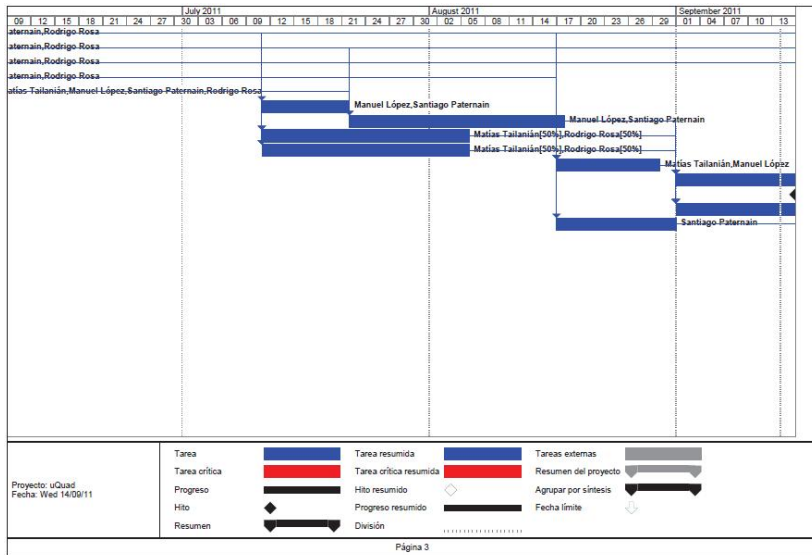 July 2011 August 2011 September 2011
09 12 15 18 21 24 27 30 03 06 09 12 15 18 21 24 27 30 02 05 08 11 14 17 20 23 26 29 01 04 07 10 13
aternain,Rodrigo Rosa
aternain,Rodrigo Rosa
aternain,Rodrigo Rosa
aternain,Rodrigo Rosa
atías Tailanián,Manuel López,Santiago Paternain,Rodrigo Rosa
Manuel López,Santiago Paternain
Manuel López,Santiago Paternain
Matías Tailanián[50%],Rodrigo Rosa[50%]
Matías Tailanián[50%],Rodrigo Rosa[50%]
Matías Tailanián,Manuel López
Santiago Paternain
Proyecto: uQuad
Fecha: Wed 14/09/11
Tarea
Tarea crítica
Progreso
Hito
Resumen
Tarea resumida
Tarea crítica resumida
Hito resumido
Progreso resumido
División
Tareas externas
Resumen del proyecto
Agrupar por síntesis
Fecha límite
Página 3